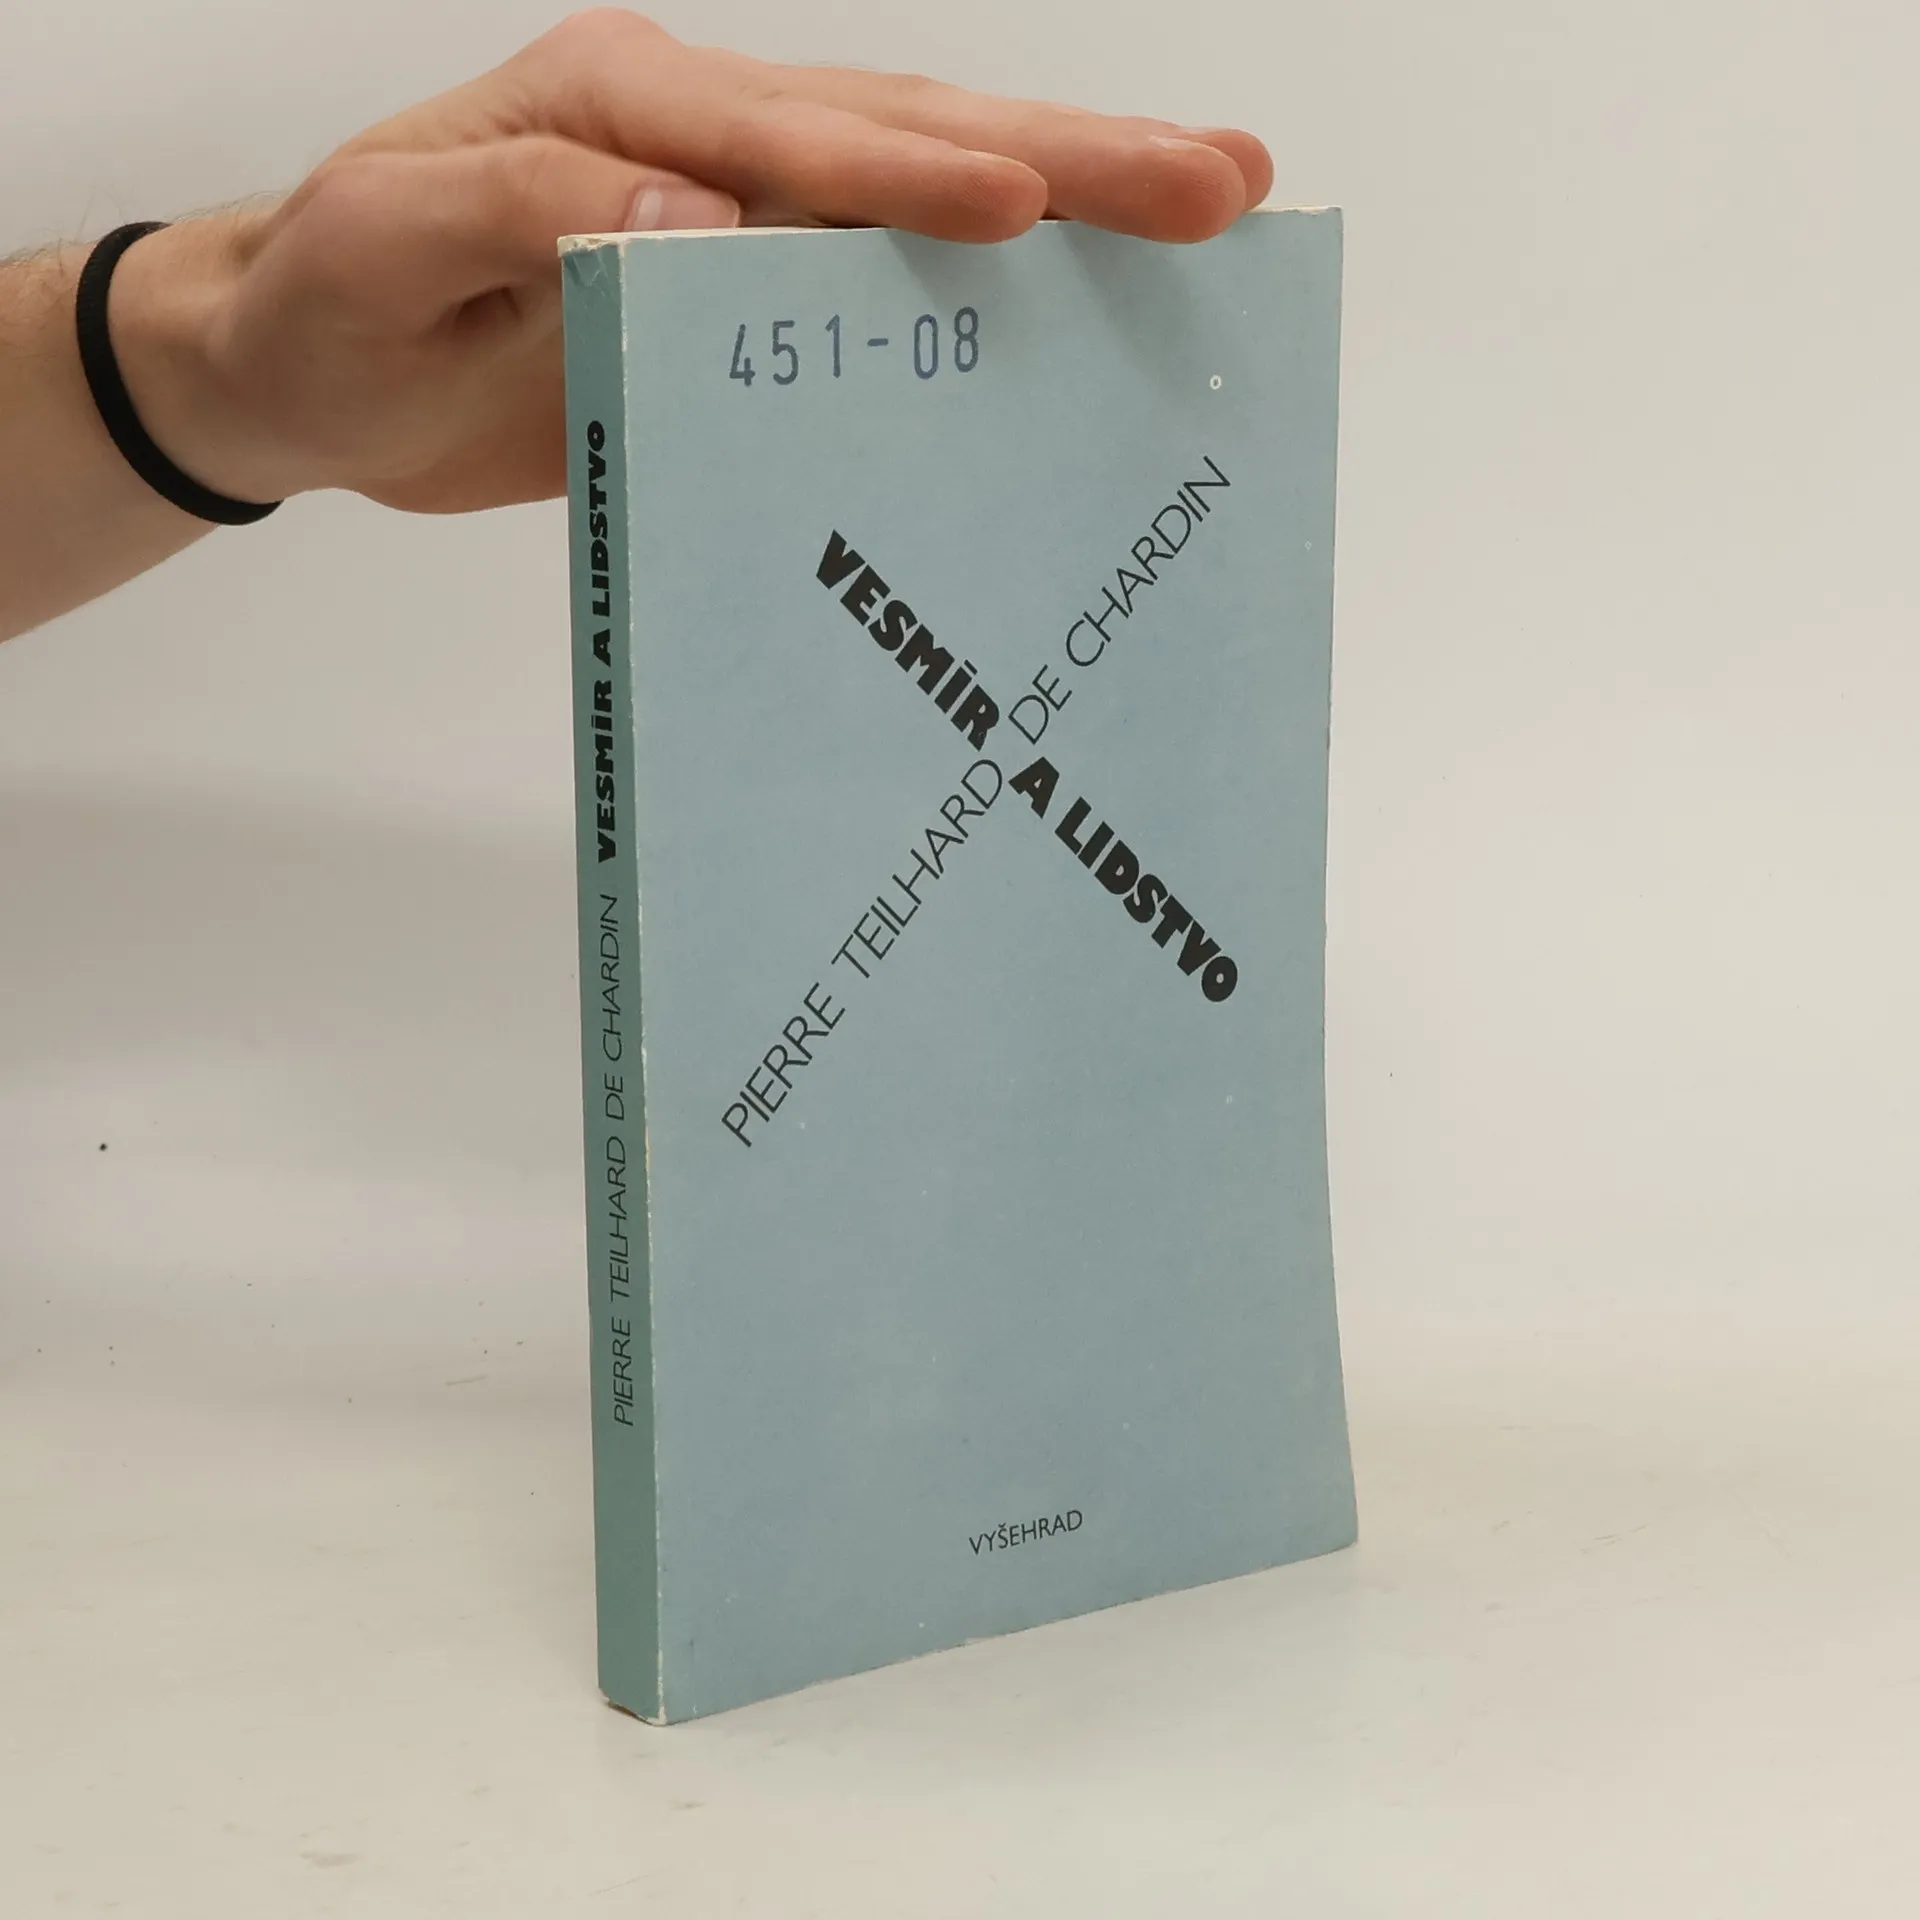 451-08
VESMÍR A LIDSTVO
PIERRE TEILHARD DE CHARDIN
VYŠEHRAD
PIERRE TEILHARD DE CHARDIN VESMÍR A LIDSTVO